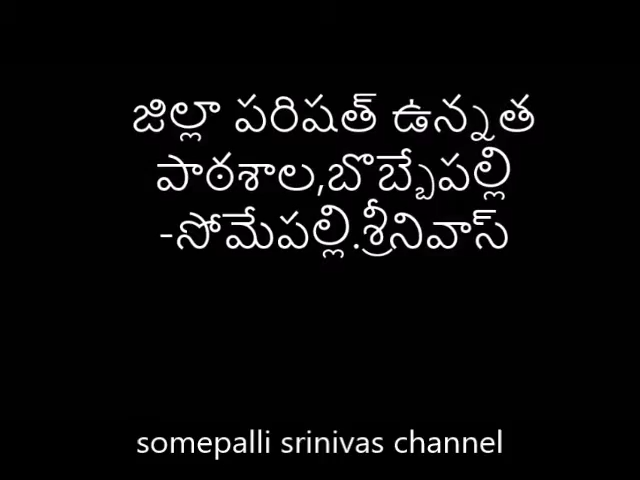 జిల్లా పరిషత్ ఉన్నత
పాఠశాల,బొబ్బేపల్లి
-సోమేపల్లి.శ్రీనివాస్
somepalli srinivas channel